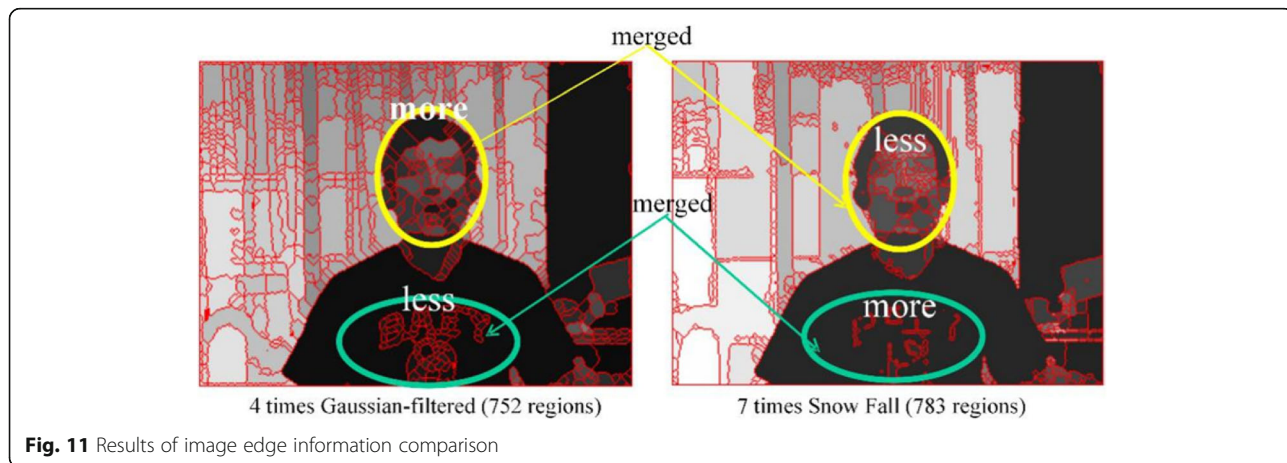 merged
more
less
merged
less
more
4 times Gaussian-filtered (752 regions)
7 times Snow Fall (783 regions)
Fig. 11 Results of image edge information comparison